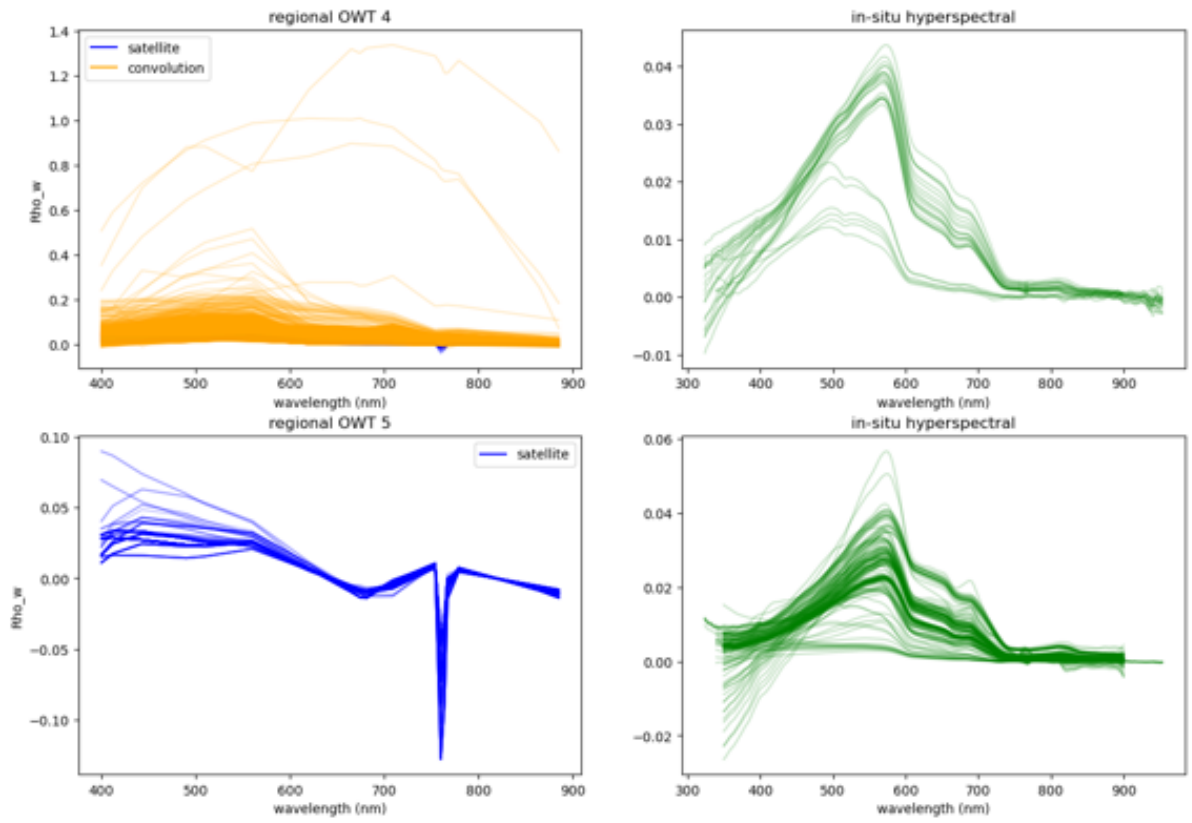 regional OWT 4
satellite
convolution
1.4
1.2
1.0
0.8
0.6
0.4
0.2
0.0
Rho_w
400 500 600 700 800 900
wavelength (nm)
in-situ hyperspectral
0.04
0.03
0.02
0.01
0.00
−0.01
300 400 500 600 700 800 900
wavelength (nm)
regional OWT 5
satellite
0.10
0.05
0.00
−0.05
−0.10
Rho_w
400 500 600 700 800 900
wavelength (nm)
in-situ hyperspectral
0.06
0.04
0.02
0.00
−0.02
300 400 500 600 700 800 900
wavelength (nm)